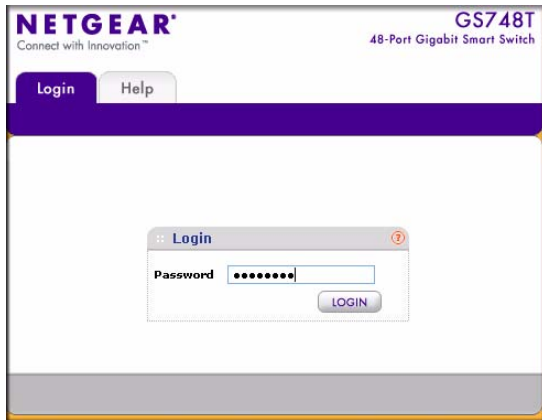 NETGEAR®
GS748T
Connect with Innovation™
48-Port Gigabit Smart Switch
Login
Help
Login
?
Password ••••••••
LOGIN